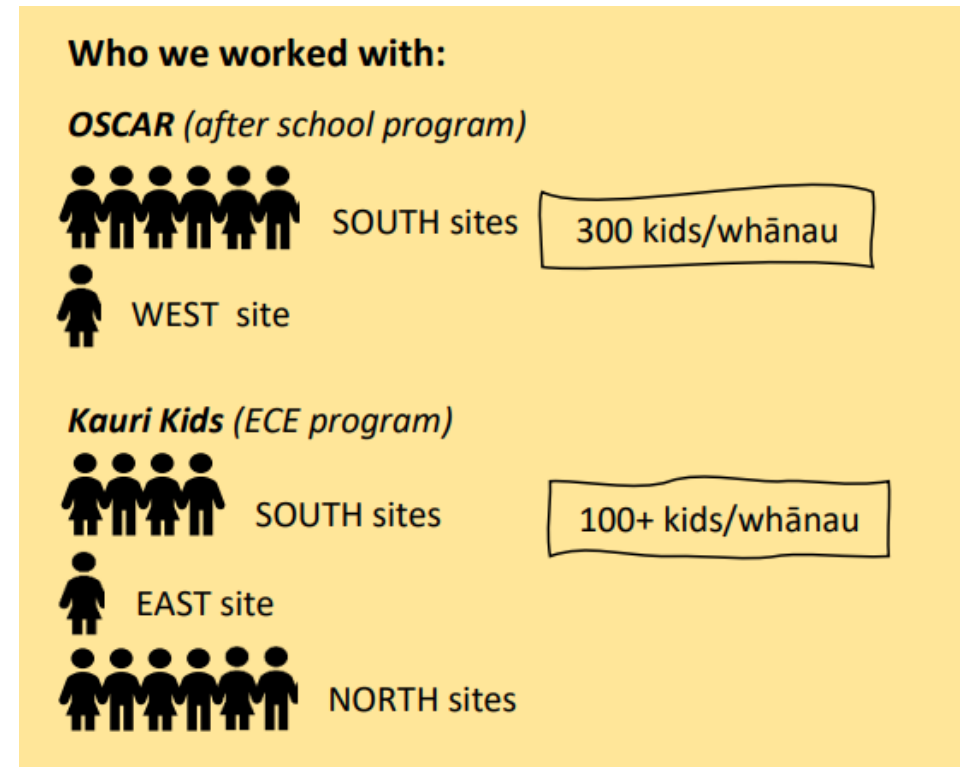 Who we worked with:
OSCAR (after school program)
SOUTH sites
300 kids/whānau
WEST site
Kauri Kids (ECE program)
SOUTH sites
100+ kids/whānau
EAST site
NORTH sites